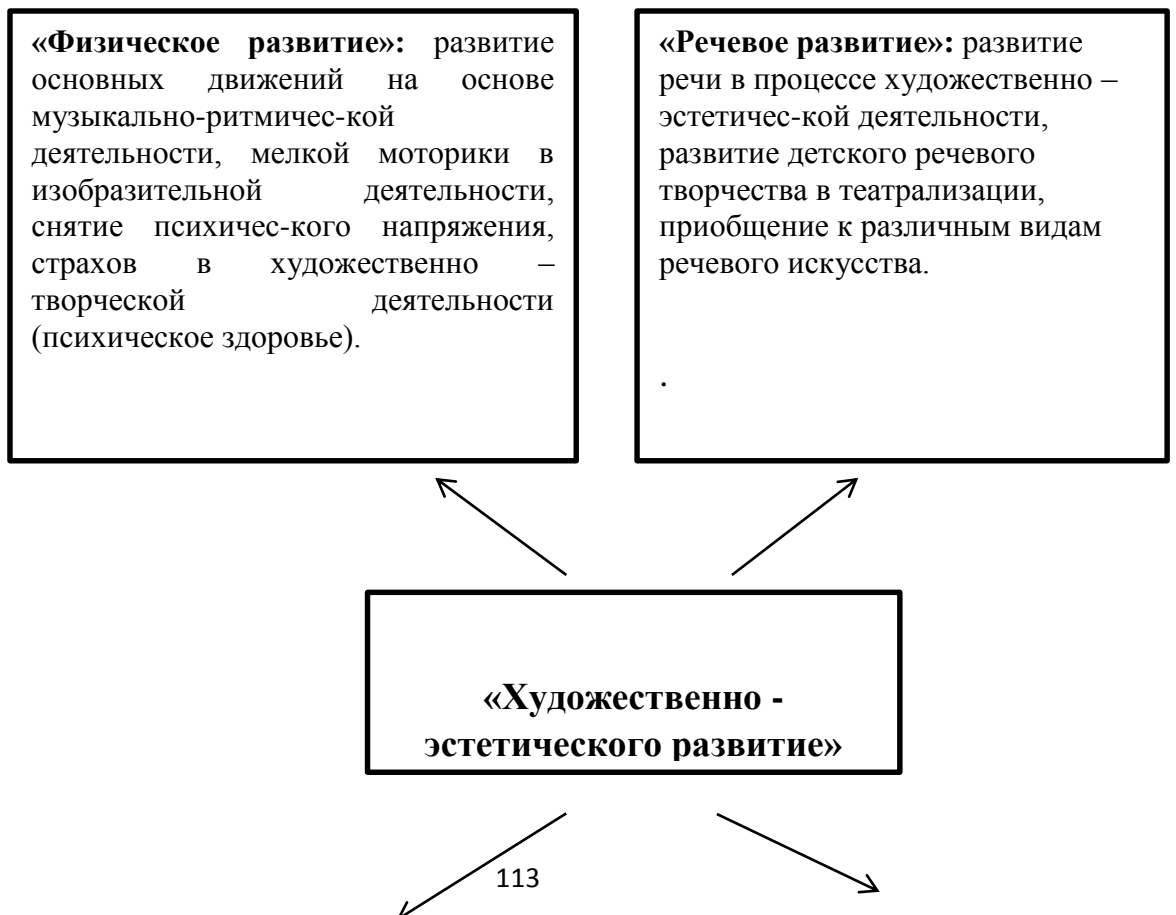 «Физическое развитие»: развитие
основных движений на основе
музыкально-ритмичес-кой
деятельности, мелкой моторики в
изобразительной деятельности,
снятие психичес-кого напряжения,
страхов в художественно –
творческой деятельности
(психическое здоровье).
«Речевое развитие»: развитие
речи в процессе художественно –
эстетичес-кой деятельности,
развитие детского речевого
творчества в театрализации,
приобщение к различным видам
речевого искусства.
.
«Художественно -
эстетического развитие»
113